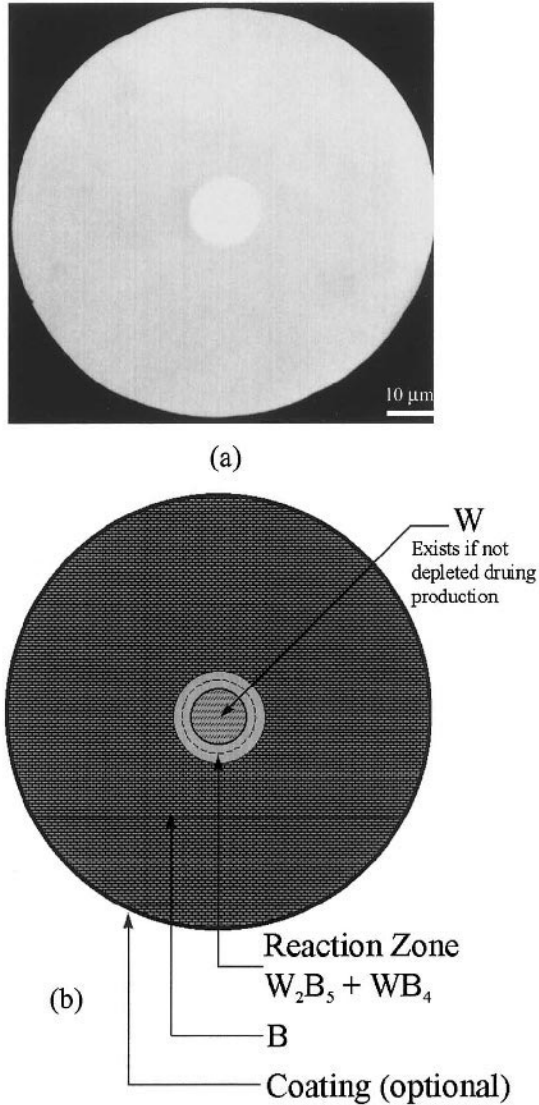 10 μm
(a)
W
Exists if not
depleted druing
production
Reaction Zone
W₂B₅ + WB₄
(b)
B
Coating (optional)